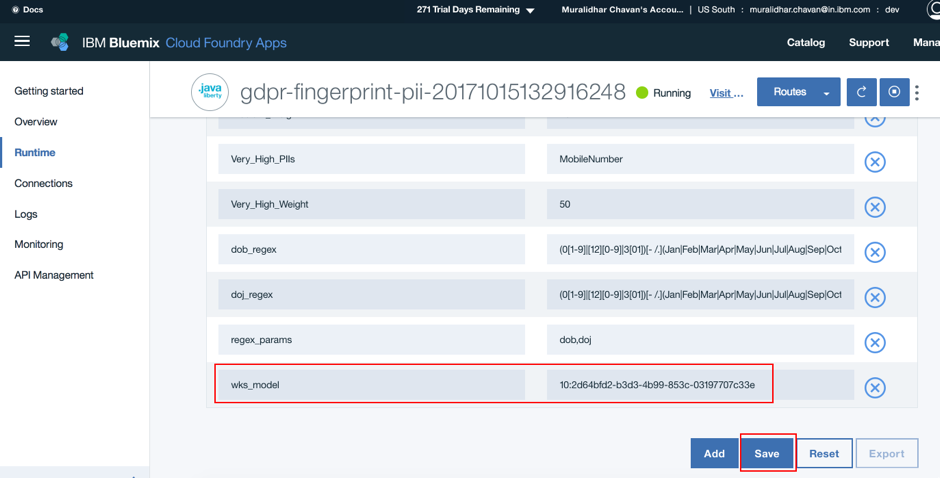 Docs 271 Trial Days Remaining Muralidhar Chavan's Accou... | US South : muralidhar.chavan@in.ibm.com : dev
IBM Bluemix Cloud Foundry Apps Catalog Support Mana
Getting started
Overview
Runtime
Connections
Logs
Monitoring
API Management
.java
liberty
gdpr-fingerprint-pii-20171015132916248 Running Visit ... Routes
Very_High_PIIs MobileNumber
Very_High_Weight 50
dob_regex (0[1-9]|[12][0-9]|3[01])[- /.](Jan|Feb|Mar|Apr|May|Jun|Jul|Aug|Sep|Oct
doj_regex (0[1-9]|[12][0-9]|3[01])[- /.](Jan|Feb|Mar|Apr|May|Jun|Jul|Aug|Sep|Oct
regex_params dob,doj
wks_model 10:2d64bfd2-b3d3-4b99-853c-03197707c33e
Add Save Reset Export